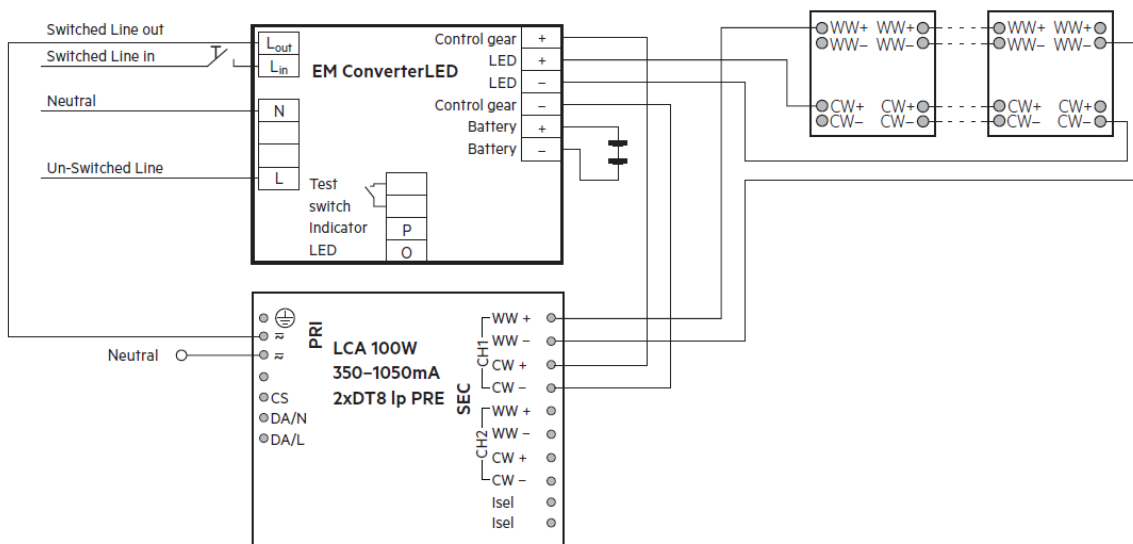 Switched Line out
Switched Line in
Neutral
Un-Switched Line
Lout
Lin
N
L
EM ConverterLED
Control gear +
LED +
LED −
Control gear −
Battery +
Battery −
Test
switch
Indicator P
LED O
WW+ WW+ WW+ WW+
WW− WW− WW− WW−
CW+ CW+ CW+ CW+
CW− CW− CW− CW−
Neutral
PRI
CS
DA/N
DA/L
LCA 100W
350–1050mA
2xDT8 lp PRE
SEC
CH1
WW +
WW −
CW +
CW −
CH2
WW +
WW −
CW +
CW −
Isel
Isel